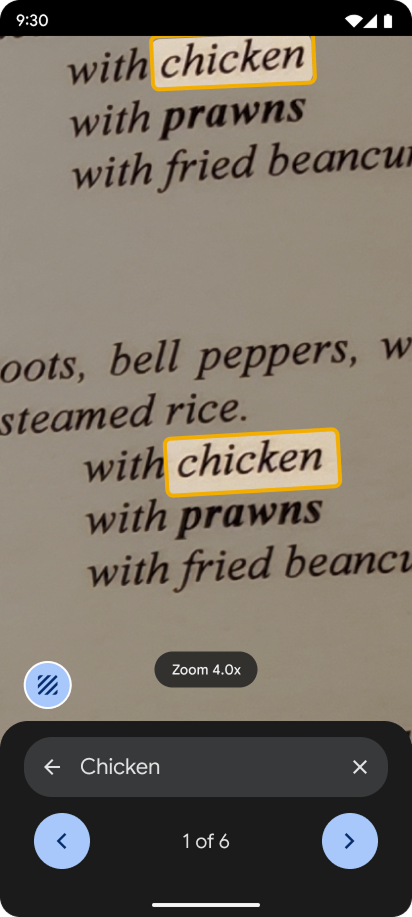 9:30
with chicken
with prawns
with fried beancu
oots, bell peppers, w
steamed rice.
with chicken
with prawns
with fried beancu
Zoom 4.0x
Chicken
1 of 6